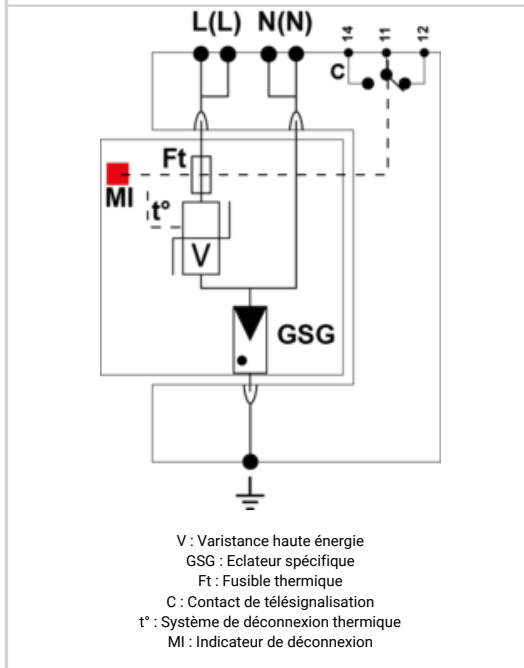 L(L) N(N)
14 11 12
C
Ft
MI
t°
V
GSG
V : Varistance haute énergie
GSG : Eclateur spécifique
Ft : Fusible thermique
C : Contact de télésignalisation
t° : Système de déconnexion thermique
MI : Indicateur de déconnexion